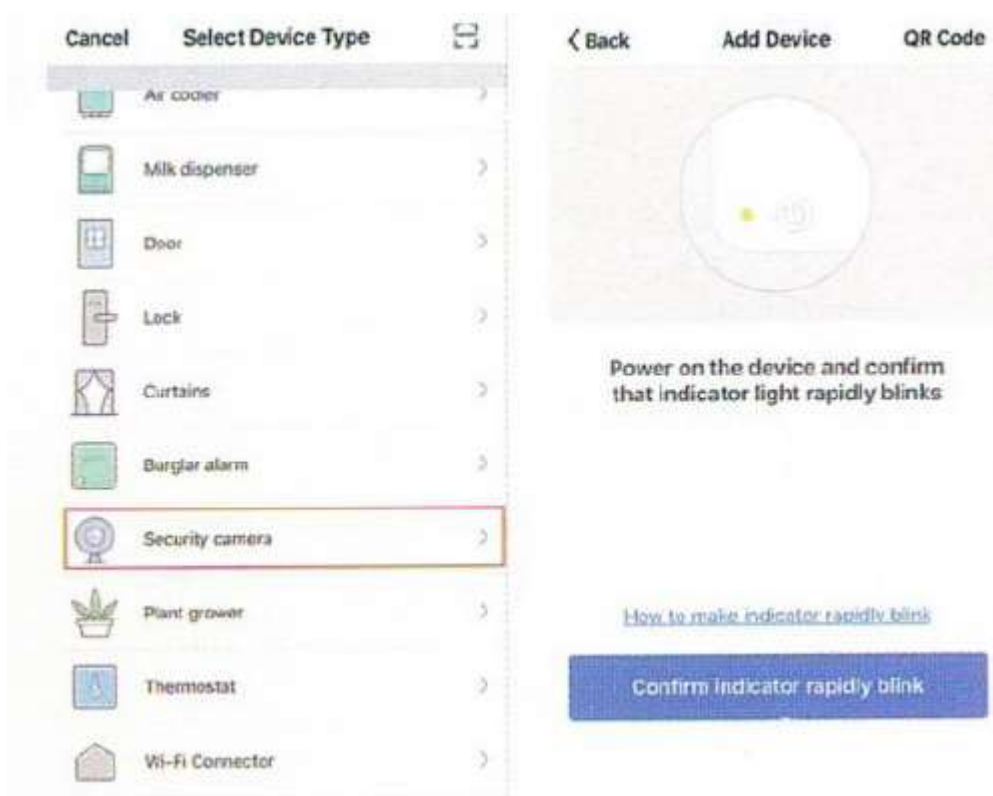 Cancel
Select Device Type
Air cooler
Milk dispenser
Door
Lock
Curtains
Burglar alarm
Security camera
Plant grower
Thermostat
Wi-Fi Connector
< Back
Add Device
QR Code
Power on the device and confirm
that indicator light rapidly blinks
How to make indicator rapidly blink
Confirm indicator rapidly blink